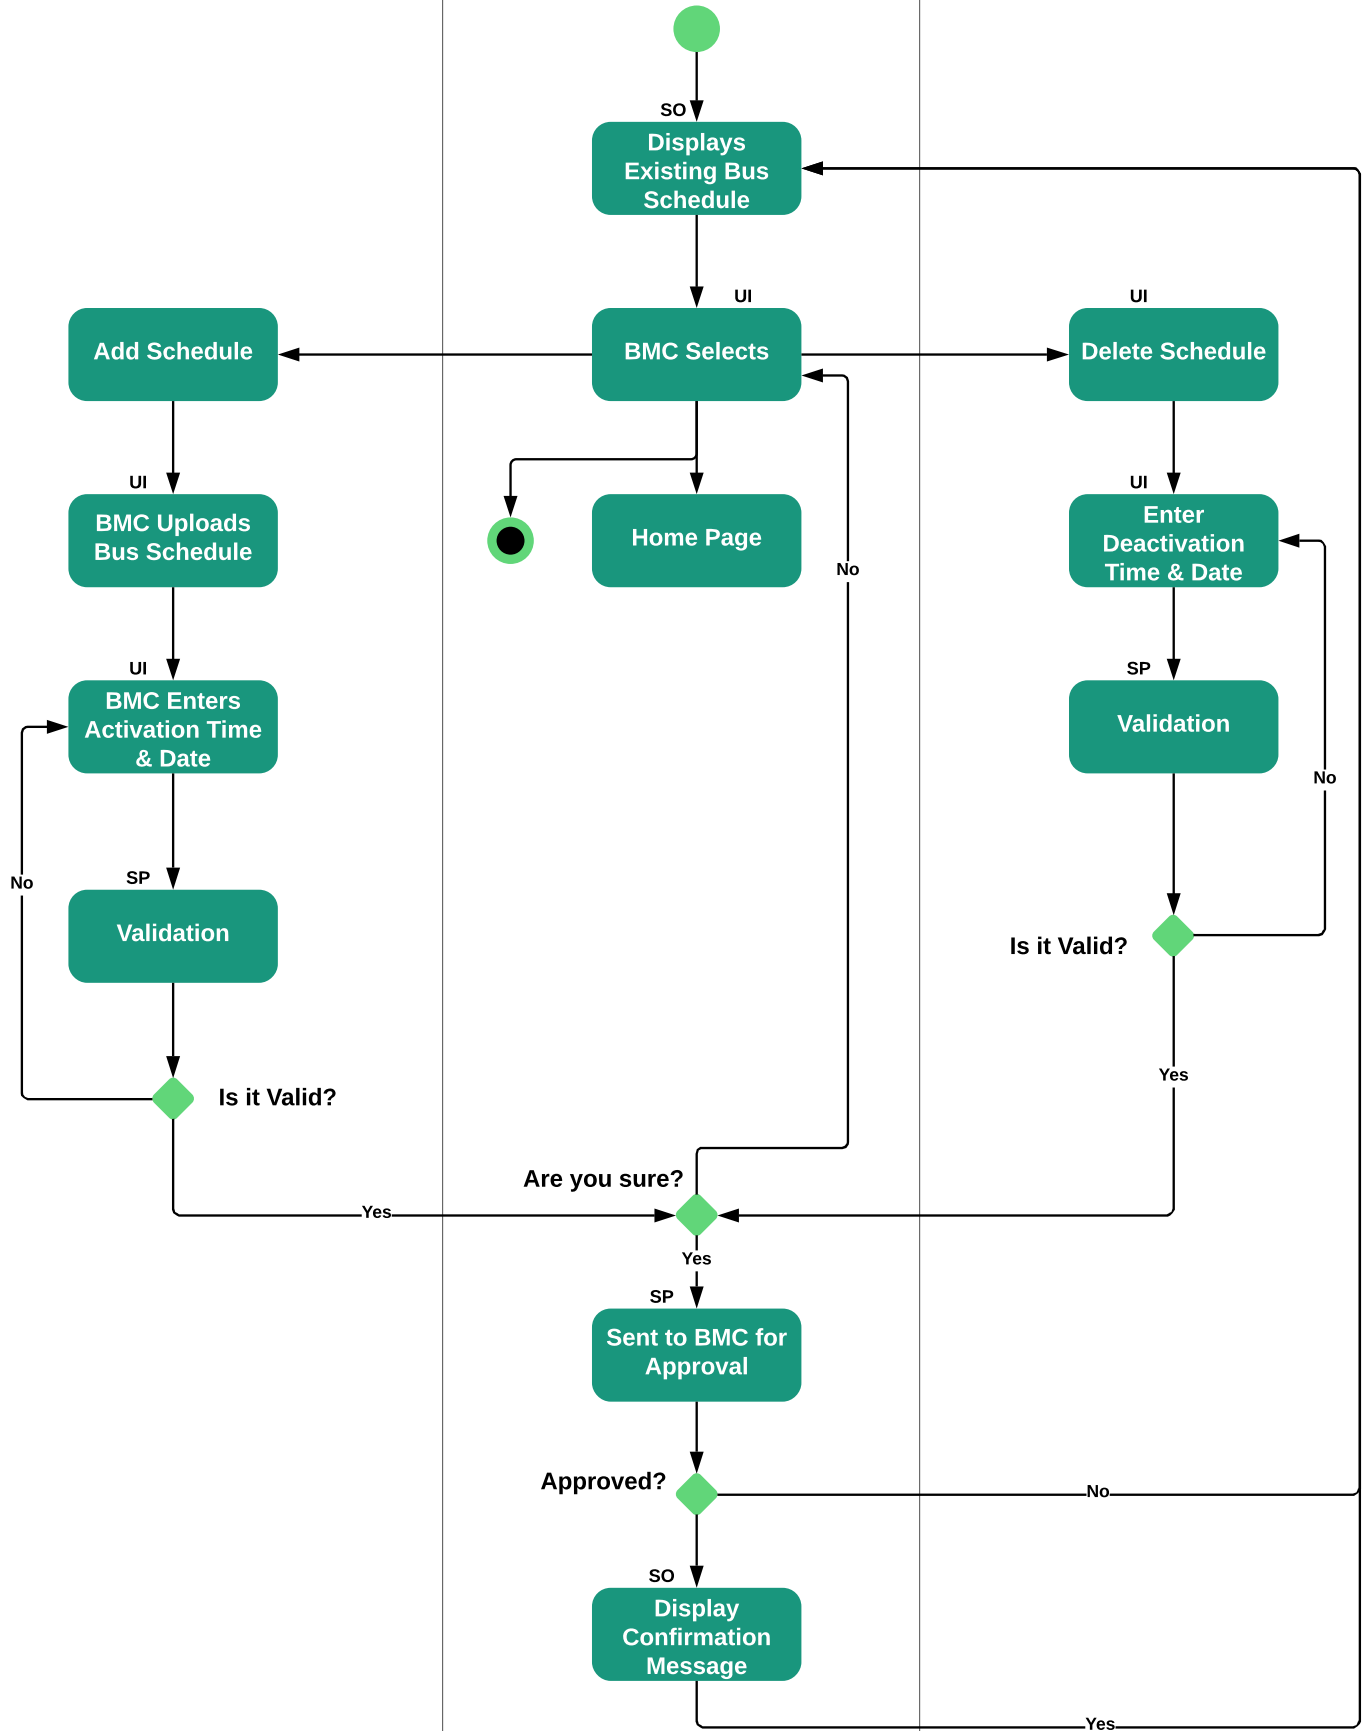 SO
Displays
Existing Bus
Schedule
UI
UI
Add Schedule
BMC Selects
Delete Schedule
UI
UI
BMC Uploads
Bus Schedule
Home Page
Enter
Deactivation
Time & Date
No
UI
SP
BMC Enters
Activation Time
& Date
Validation
No
SP
No
Validation
Is it Valid?
Yes
Is it Valid?
Are you sure?
Yes
Yes
SP
Sent to BMC for
Approval
Approved?
No
SO
Display
Confirmation
Message
Yes